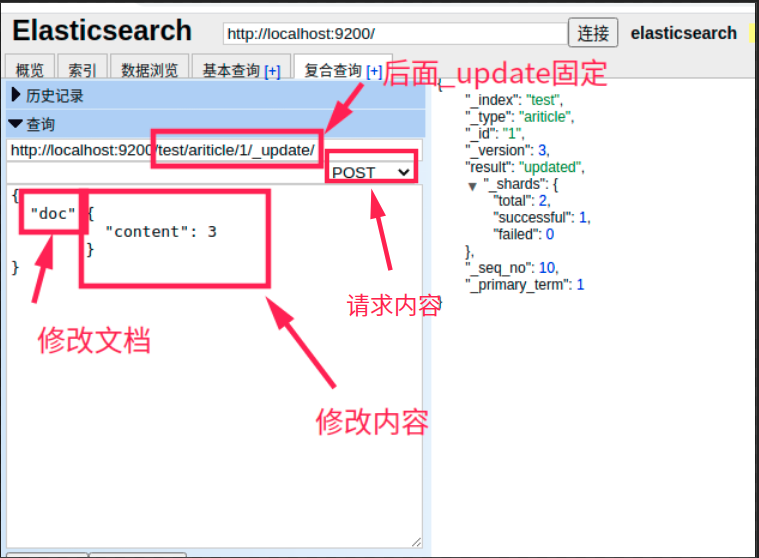 Elasticsearch http://localhost:9200/ 连接 elasticsearch
概览 索引 数据浏览 基本查询 [+] 复合查询 [+]
后面_update固定
历史记录
查询
http://localhost:9200/test/ariticle/1/_update/
POST
{
"doc" {
"content": 3
}
}
修改文档
修改内容
请求内容
{
"_index": "test",
"_type": "ariticle",
"_id": "1",
"_version": 3,
"result": "updated",
"_shards": {
"total": 2,
"successful": 1,
"failed": 0
},
"_seq_no": 10,
"_primary_term": 1
}